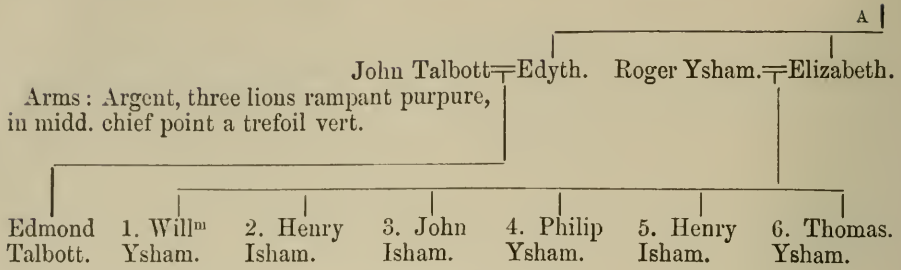 A
John Talbott=Edyth. Roger Ysham.=Elizabeth.
Arms: Argent, three lions rampant purpure,
in midd. chief point a trefoil vert.
Edmond 1. Willᵐ 2. Henry 3. John 4. Philip 5. Henry 6. Thomas.
Talbott. Ysham. Isham. Isham. Ysham. Isham. Ysham.